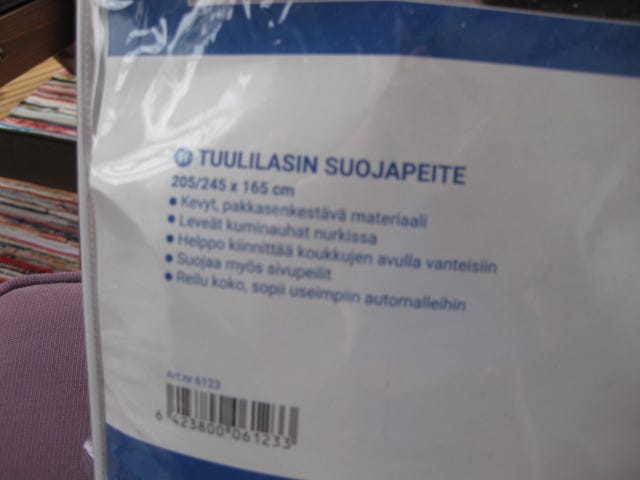 FI TUULILASIN SUOJAPEITE
205/245 x 165 cm
• Kevyt, pakkasenkestävä materiaali
• Leveät kuminauhat nurkissa
• Helppo kiinnittää koukkujen avulla vanteisiin
• Suojaa myös sivupeilit
• Reilu koko, sopii useimpiin automalleihin
Art.nr:6123
6 423800 061233